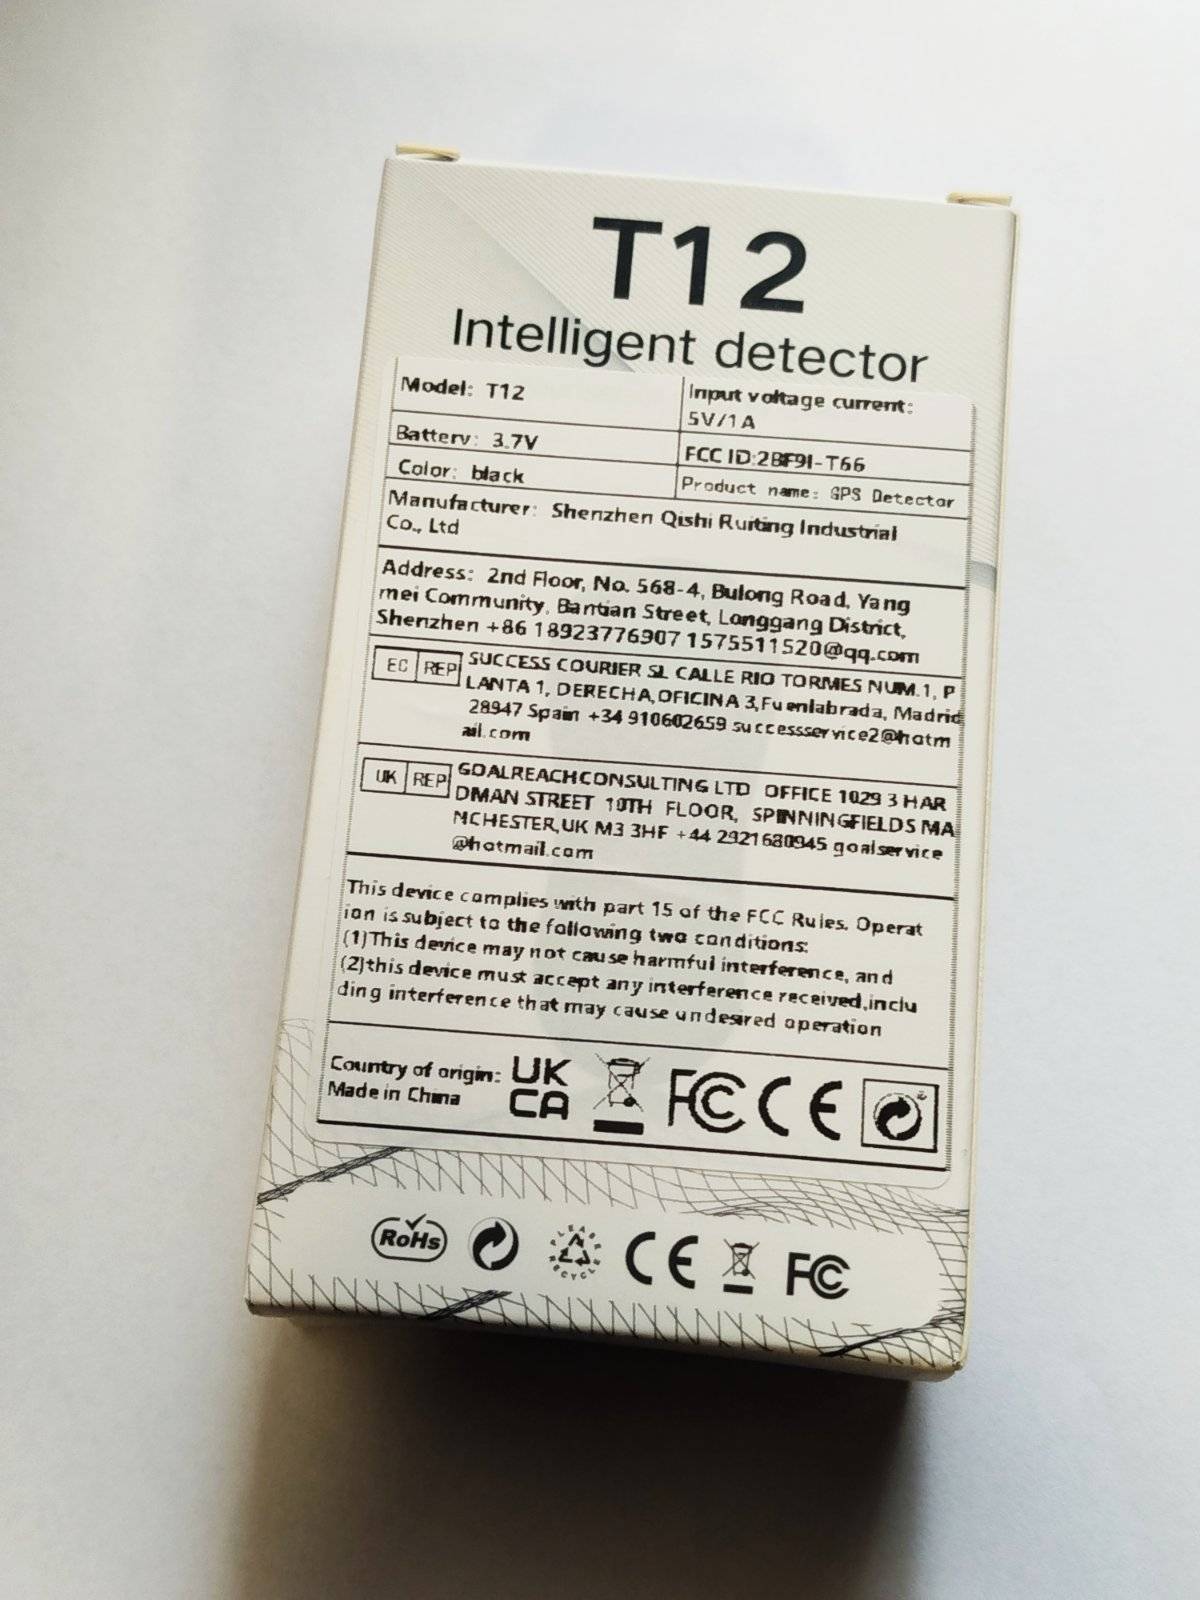 T12
Intelligent detector
Model: T12
Input voltage current:
5V/1A
Battery: 3.7V
FCC ID:2BF9I-T66
Color: black
Product name: GPS Detector
Manufacturer: Shenzhen Qishi Ruiting Industrial
Co., Ltd
Address: 2nd Floor, No. 568-4, Bulong Road, Yang
mei Community, Bantian Street, Longgang District,
Shenzhen +86 18923776907 1575511520@qq.com
EC REP
SUCCESS COURIER SL CALLE RIO TORMES NUM.1, P
LANTA 1, DERECHA,OFICINA 3,Fuenlabrada, Madrid
28947 Spain +34 910602659 successservice2@hotm
ail.com
UK REP
GOALREACHCONSULTING LTD OFFICE 1029 3 HAR
DMAN STREET 10TH FLOOR, SPINNINGFIELDS MA
NCHESTER,UK M3 3HF +44 2921680945 goalservice
@hotmail.com
This device complies with part 15 of the FCC Rules. Operat
ion is subject to the following two conditions:
(1)This device may not cause harmful interference, and
(2)this device must accept any interference received,inclu
ding interference that may cause undesired operation
Country of origin:
Made in China
UK
CA
FCC CE
RoHS
PLEASE RECYCLE
CE
FCC